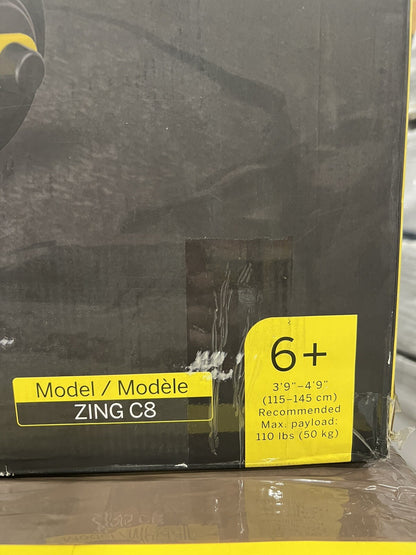 6+
3'9"–4'9"
(115–145 cm)
Recommended
Max. payload:
110 lbs (50 kg)
Model / Modèle
ZING C8